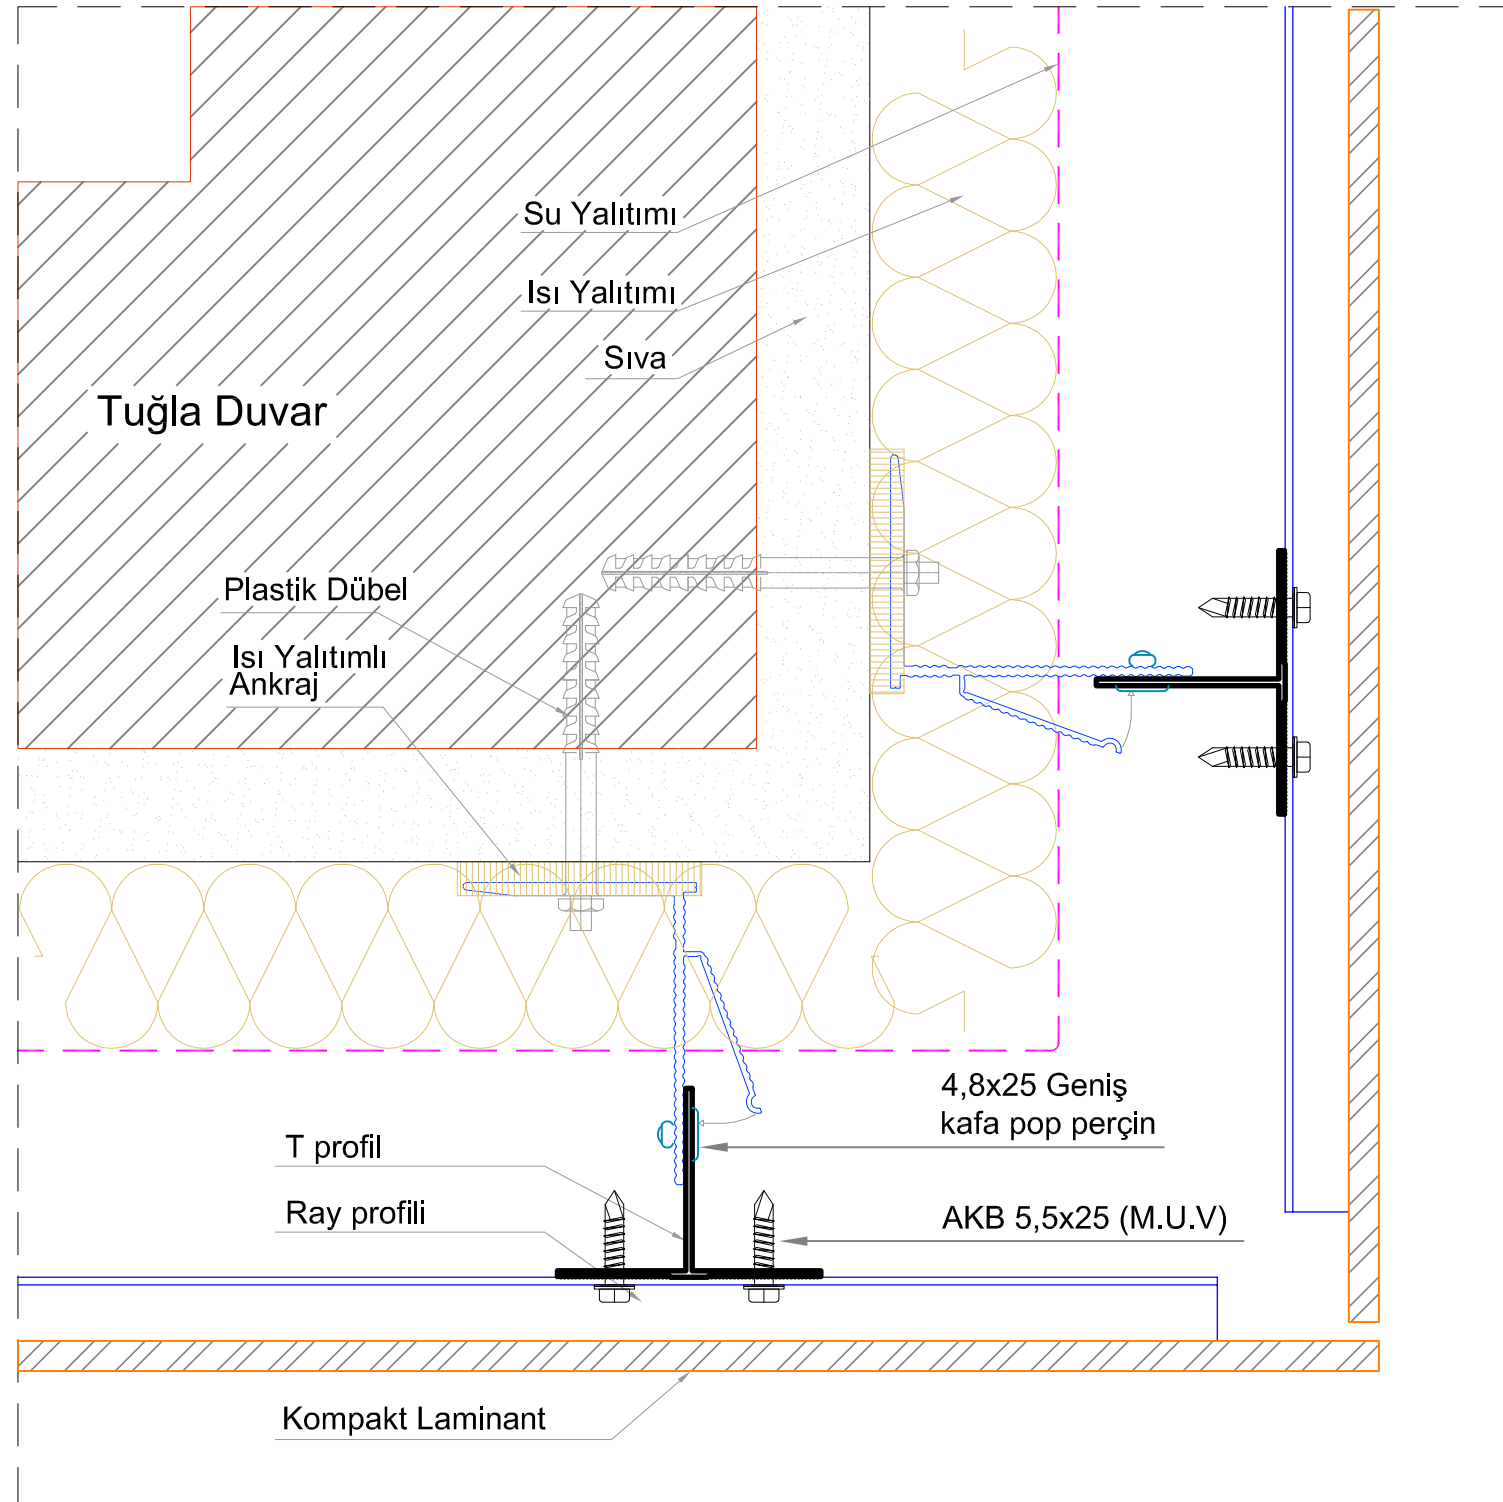 Su Yalıtımı
Isı Yalıtımı
Sıva
Tuğla Duvar
Plastik Dübel
Isı Yalıtımlı
Ankraj
4,8x25 Geniş
kafa pop perçin
T profil
Ray profili
AKB 5,5x25 (M.U.V)
Kompakt Laminant